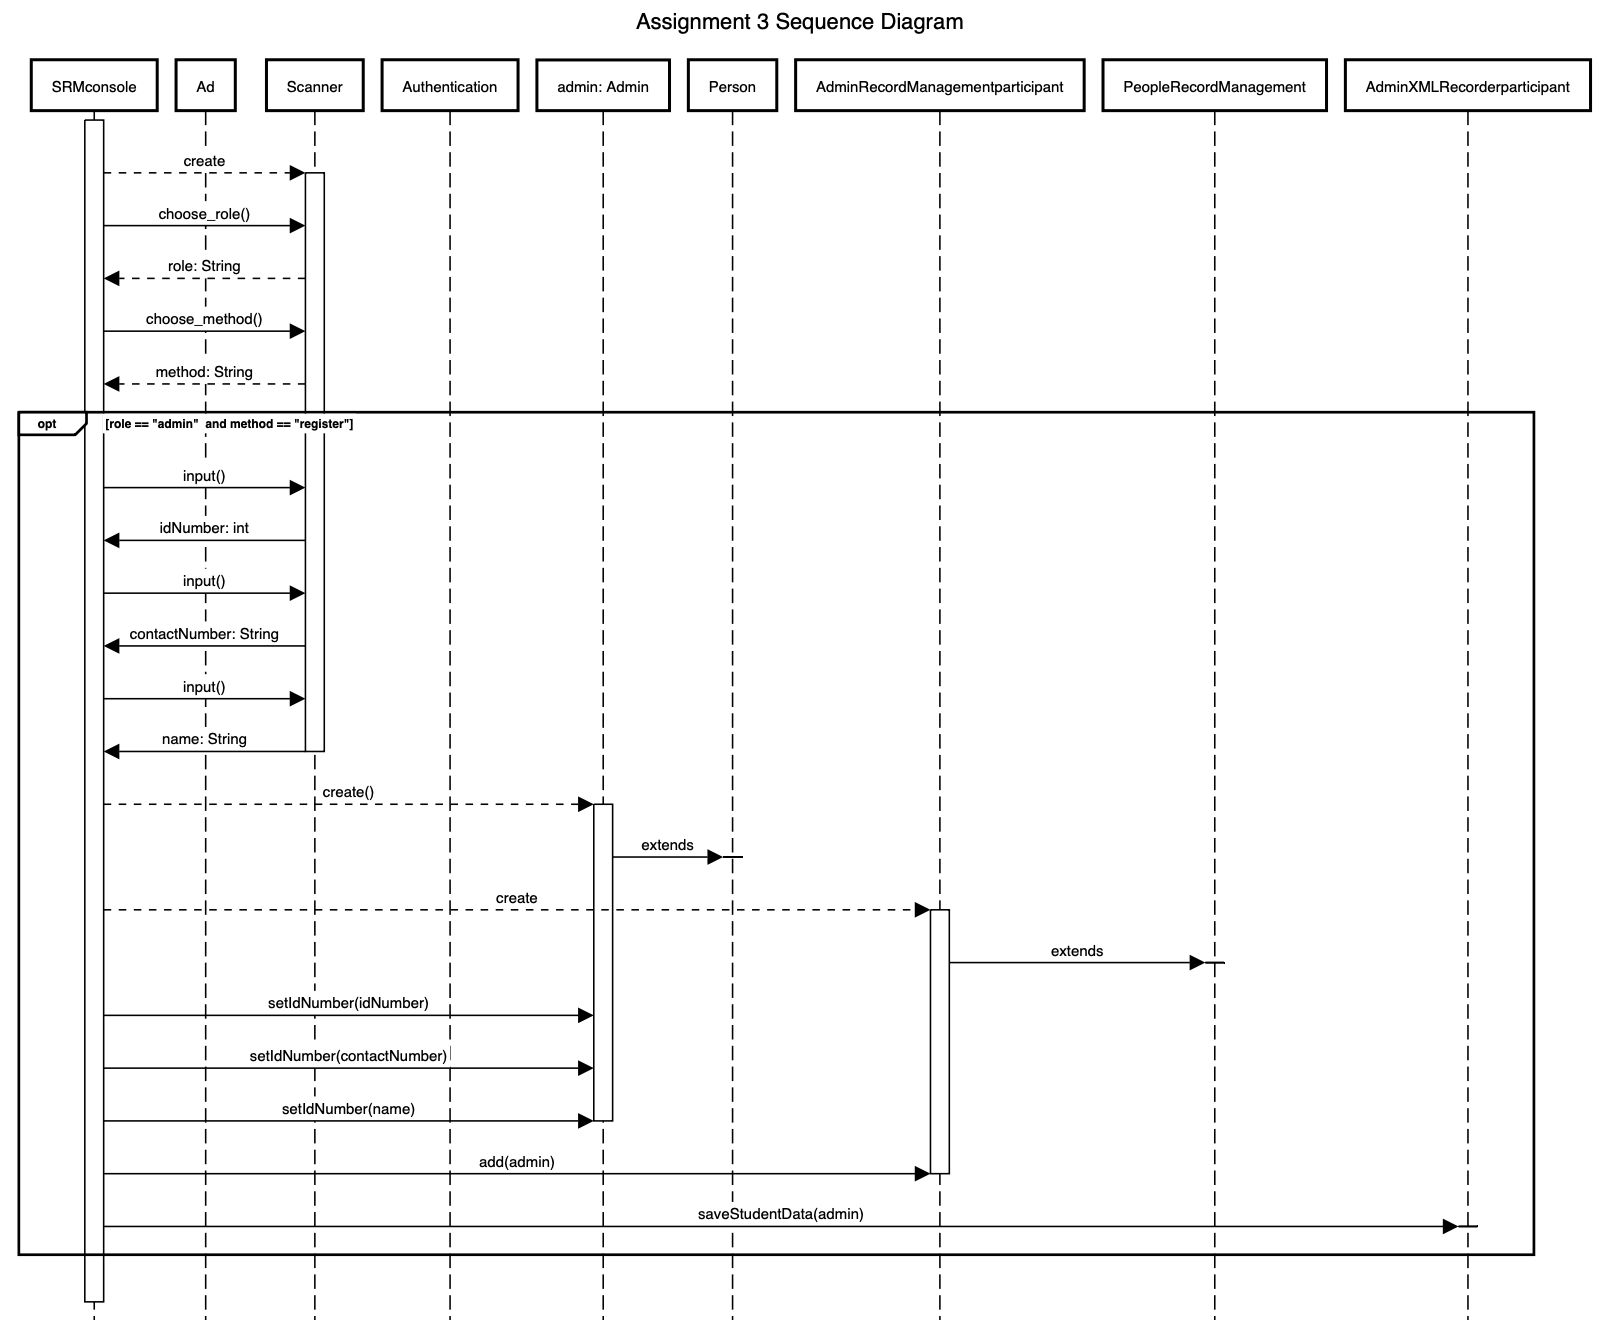 Assignment 3 Sequence Diagram
SRMconsole
Ad
Scanner
Authentication
admin: Admin
Person
AdminRecordManagementparticipant
PeopleRecordManagement
AdminXMLRecorderparticipant
create
choose_role()
role: String
choose_method()
method: String
opt
[role == "admin"  and method == "register"]
input()
idNumber: int
input()
contactNumber: String
input()
name: String
create()
extends
create
extends
setIdNumber(idNumber)
setIdNumber(contactNumber)
setIdNumber(name)
add(admin)
saveStudentData(admin)